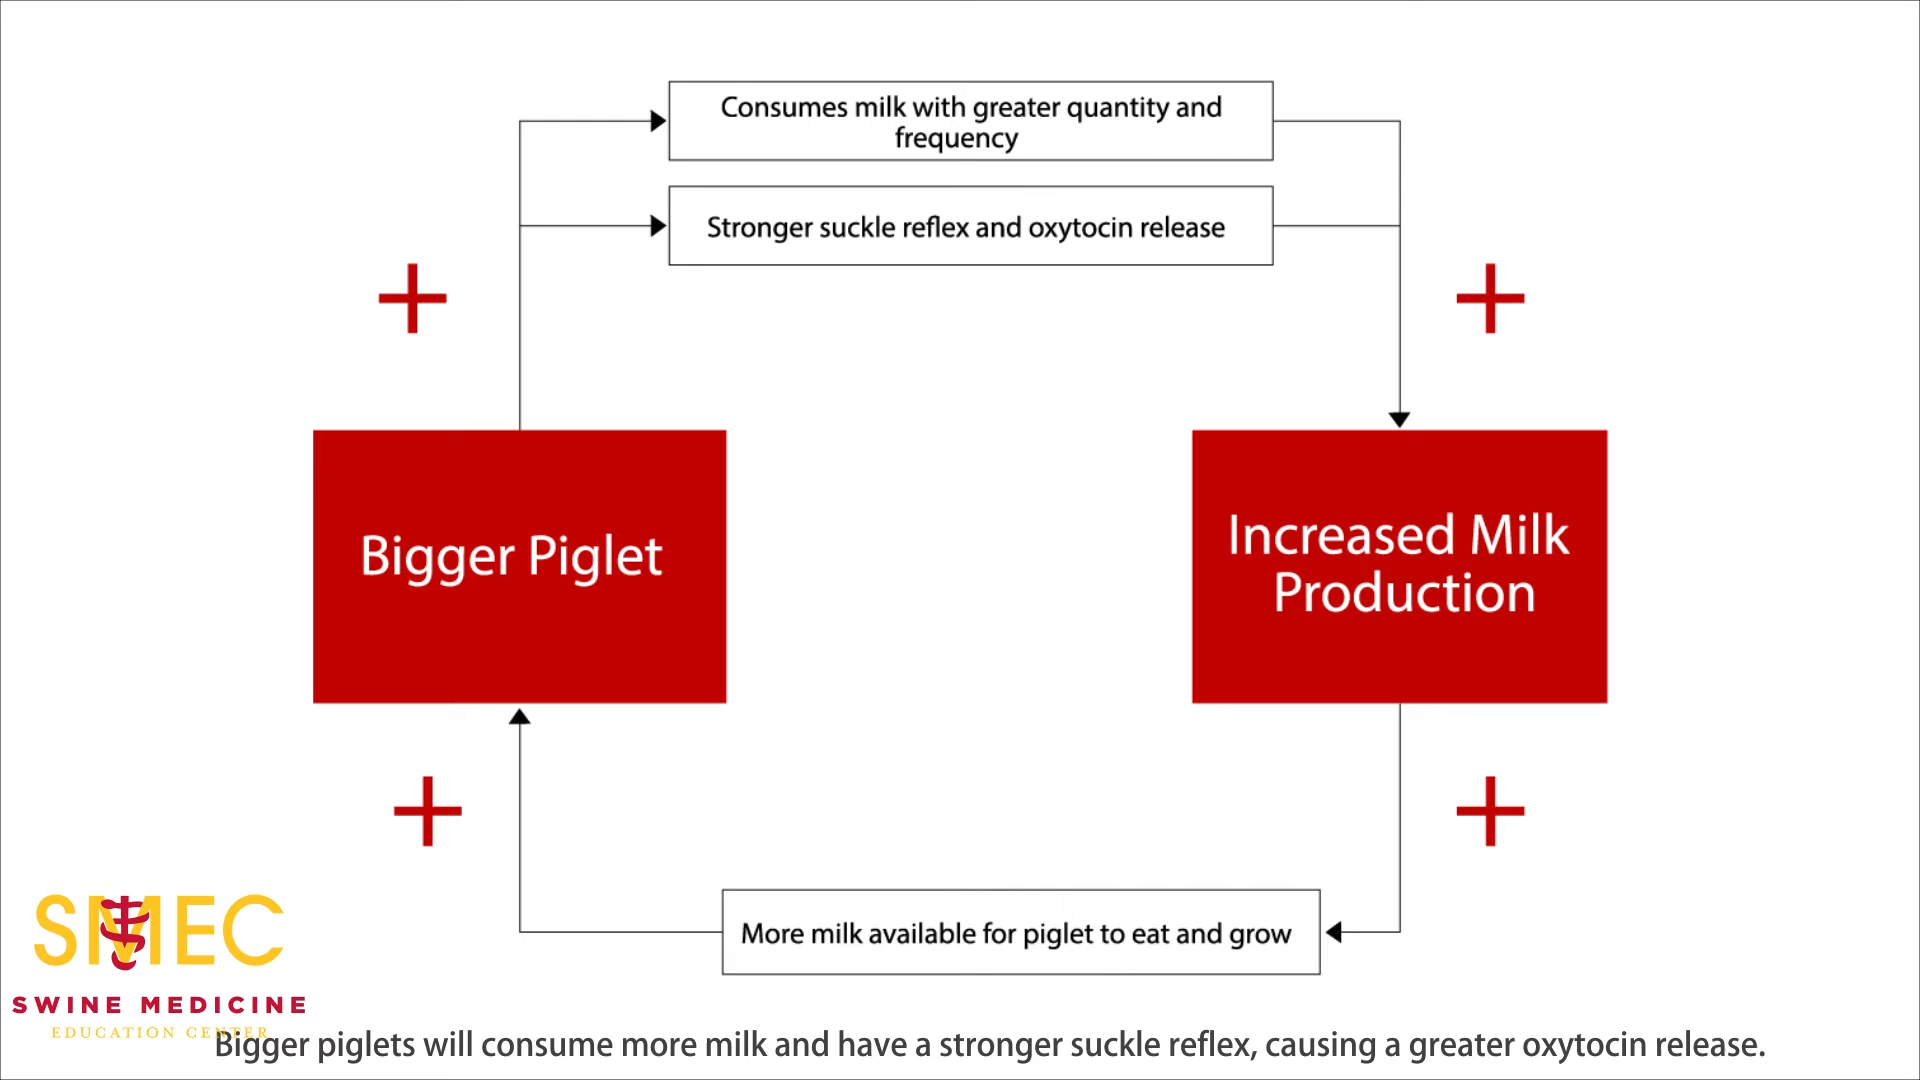 Consumes milk with greater quantity and
frequency
Stronger suckle reflex and oxytocin release
Bigger Piglet
Increased Milk
Production
More milk available for piglet to eat and grow
SMEC
SWINE MEDICINE
EDUCATION CENTER
Bigger piglets will consume more milk and have a stronger suckle reflex, causing a greater oxytocin release.